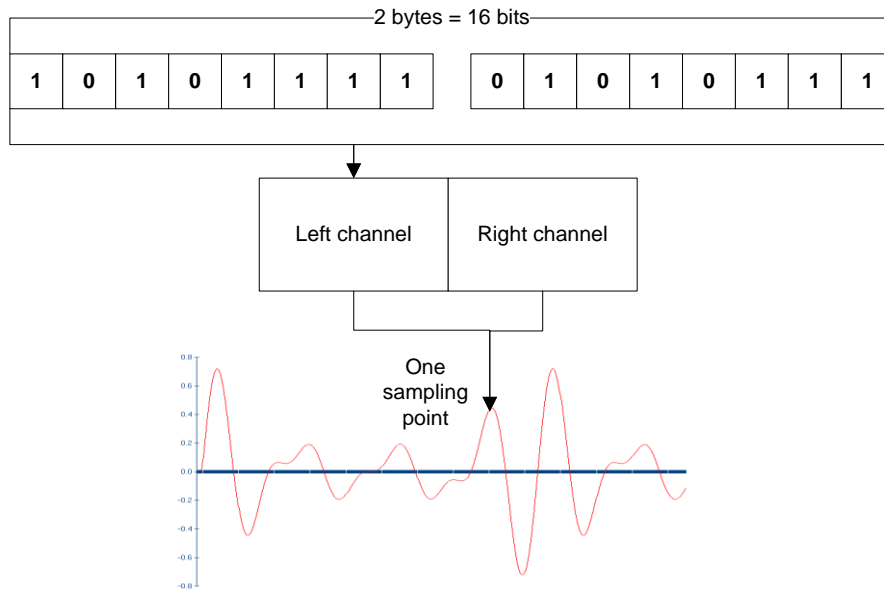 2 bytes = 16 bits
1 0 1 0 1 1 1 1 0 1 0 1 0 1 1 1
Left channel Right channel
One
sampling
point
0.8
0.6
0.4
0.2
0.0
-0.2
-0.4
-0.6
-0.8